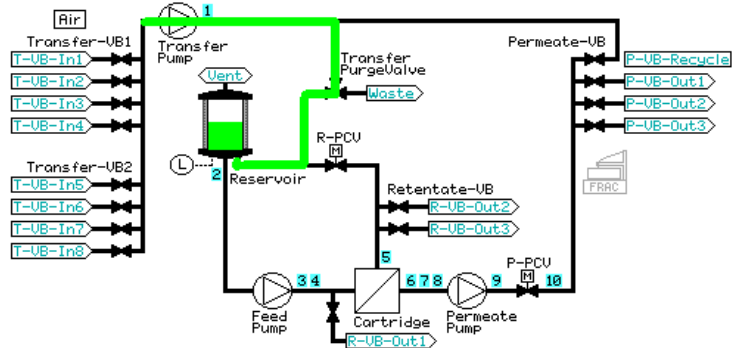 Air
1
Transfer-VB1
Transfer
Pump
Permeate-VB
T-VB-In1
T-VB-In2
T-VB-In3
T-VB-In4
Vent
Transfer
PurgeValve
Waste
P-VB-Recycle
P-VB-Out1
P-VB-Out2
P-VB-Out3
R-PCV
M
L
2
Reservoir
Transfer-VB2
T-VB-In5
T-VB-In6
T-VB-In7
T-VB-In8
Retentate-VB
R-VB-Out2
R-VB-Out3
FRAC
5
P-PCV
M
3 4
6 7 8
9
10
Feed
Pump
Cartridge
Permeate
Pump
R-VB-Out1